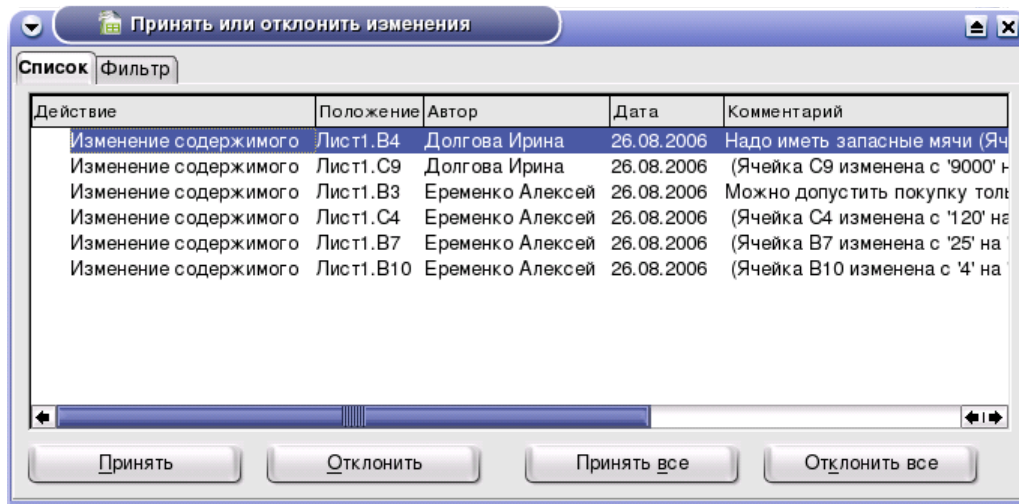 Принять или отклонить изменения
Список Фильтр
Действие Положение Автор Дата Комментарий
Изменение содержимого Лист1.B4 Долгова Ирина 26.08.2006 Надо иметь запасные мячи (Яч
Изменение содержимого Лист1.C9 Долгова Ирина 26.08.2006 (Ячейка C9 изменена с '9000' н
Изменение содержимого Лист1.B3 Еременко Алексей 26.08.2006 Можно допустить покупку толь
Изменение содержимого Лист1.C4 Еременко Алексей 26.08.2006 (Ячейка C4 изменена с '120' на
Изменение содержимого Лист1.B7 Еременко Алексей 26.08.2006 (Ячейка B7 изменена с '25' на '
Изменение содержимого Лист1.B10 Еременко Алексей 26.08.2006 (Ячейка B10 изменена с '4' на '
Принять Отклонить Принять все Отклонить все